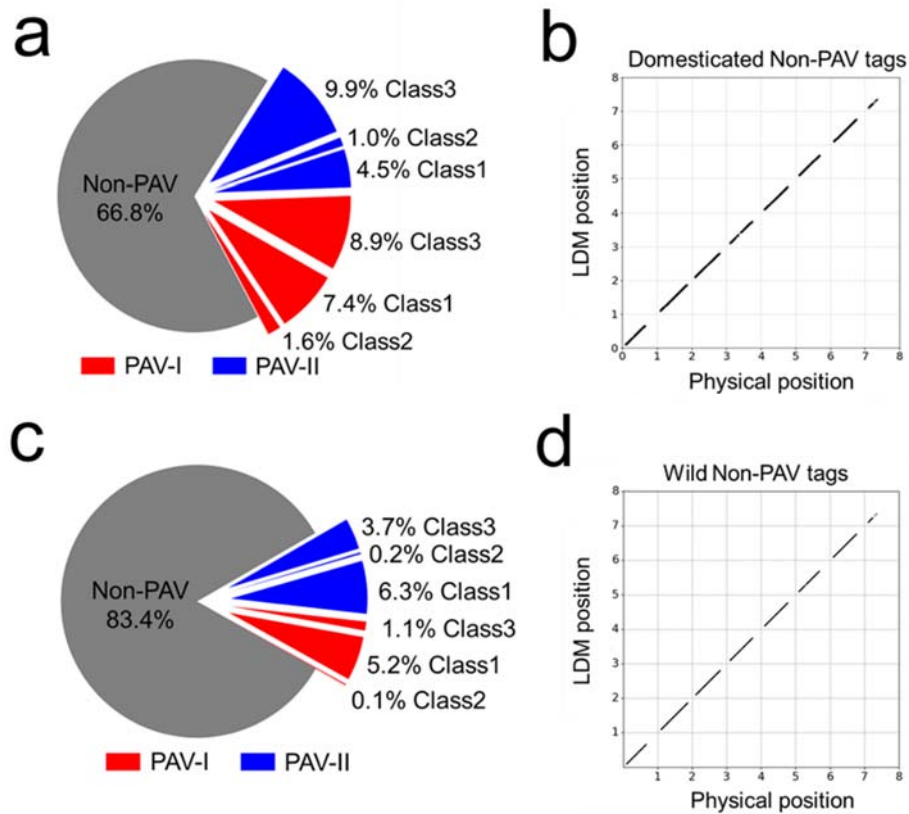 a
Non-PAV
66.8%
9.9% Class3
1.0% Class2
4.5% Class1
8.9% Class3
7.4% Class1
1.6% Class2
PAV-I PAV-II
b
Domesticated Non-PAV tags
LDM position
8
7
6
5
4
3
2
1
0
0 1 2 3 4 5 6 7 8
Physical position
c
Non-PAV
83.4%
3.7% Class3
0.2% Class2
6.3% Class1
1.1% Class3
5.2% Class1
0.1% Class2
PAV-I PAV-II
d
Wild Non-PAV tags
LDM position
8
7
6
5
4
3
2
1
1 2 3 4 5 6 7 8
Physical position